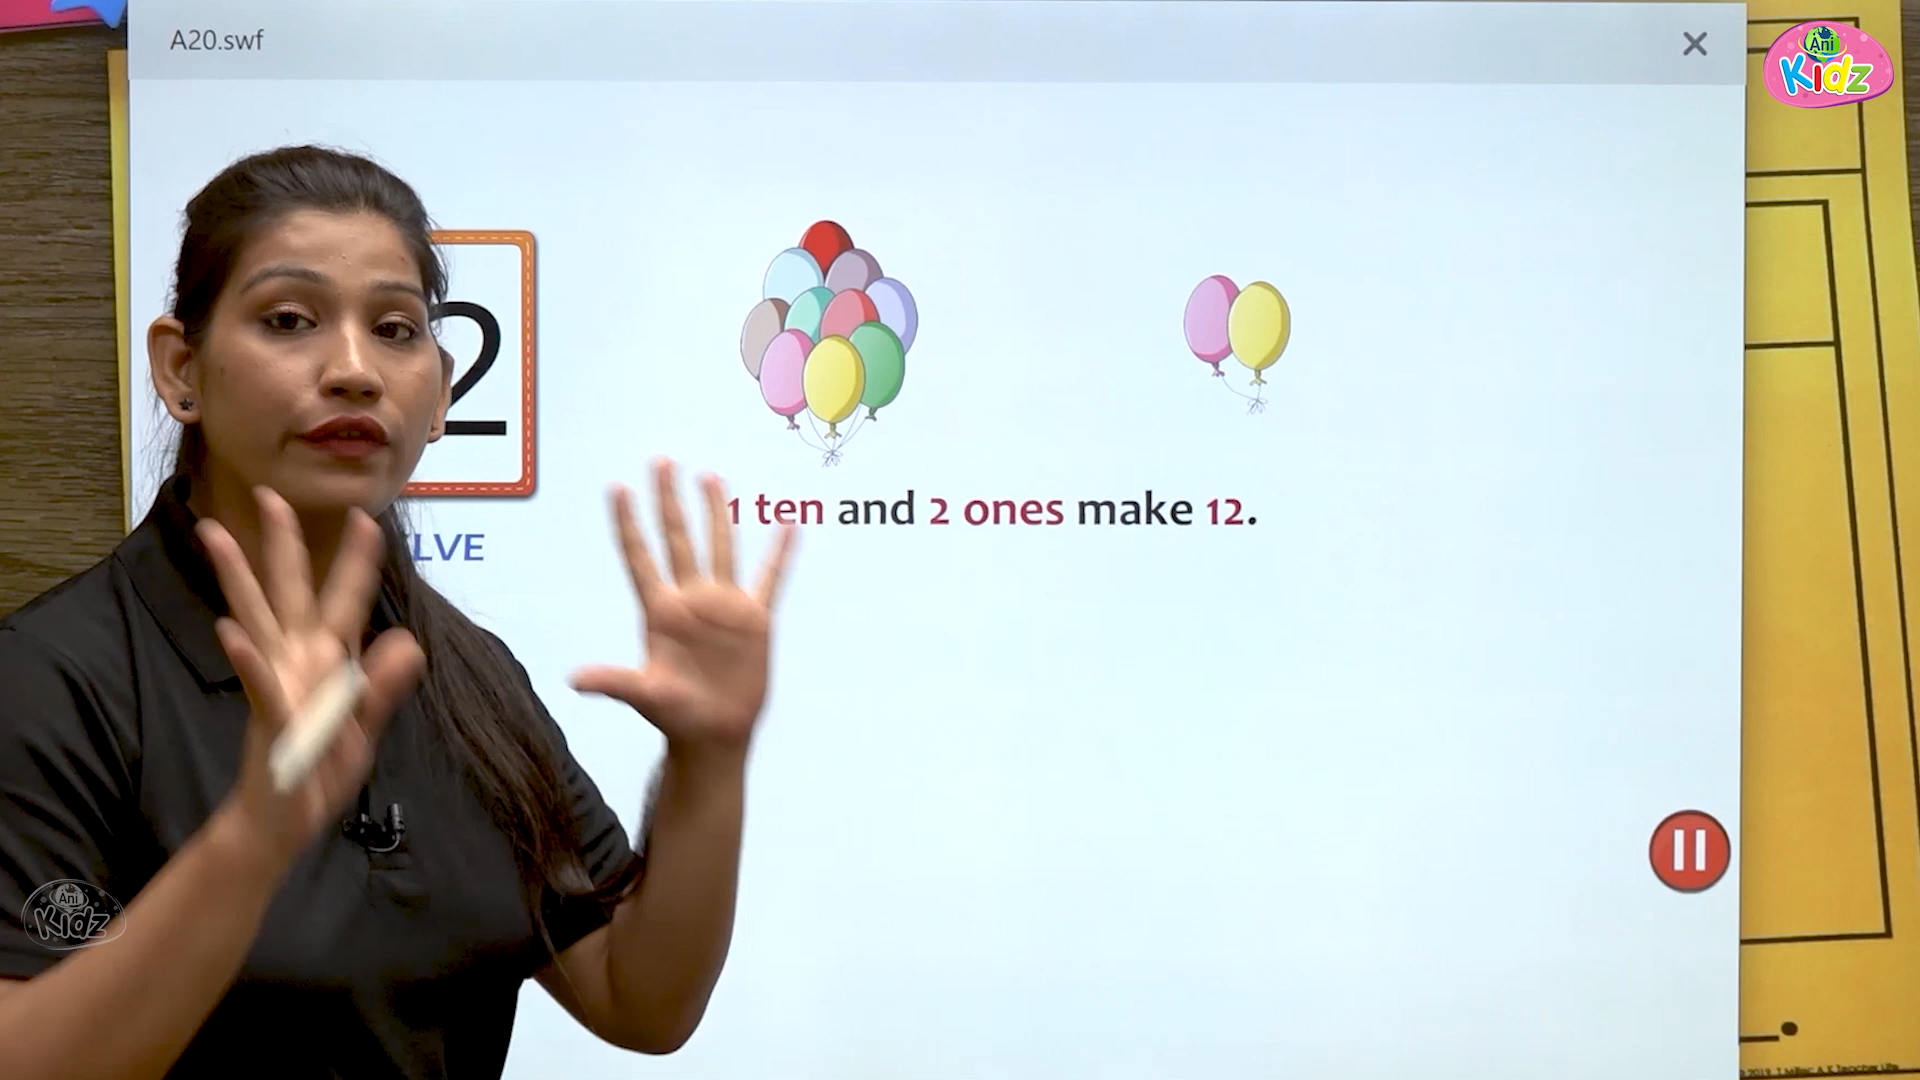 A20.swf
Ani
Kidz
2
LVE
1 ten and 2 ones make 12.
Ani
Kidz